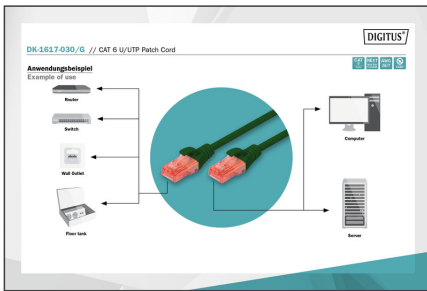 DIGITUS®
DK-1617-030/G // CAT 6 U/UTP Patch Cord
Anwendungsbeispiel
Example of use
Router
Switch
Wall Outlet
Floor tank
Computer
Server